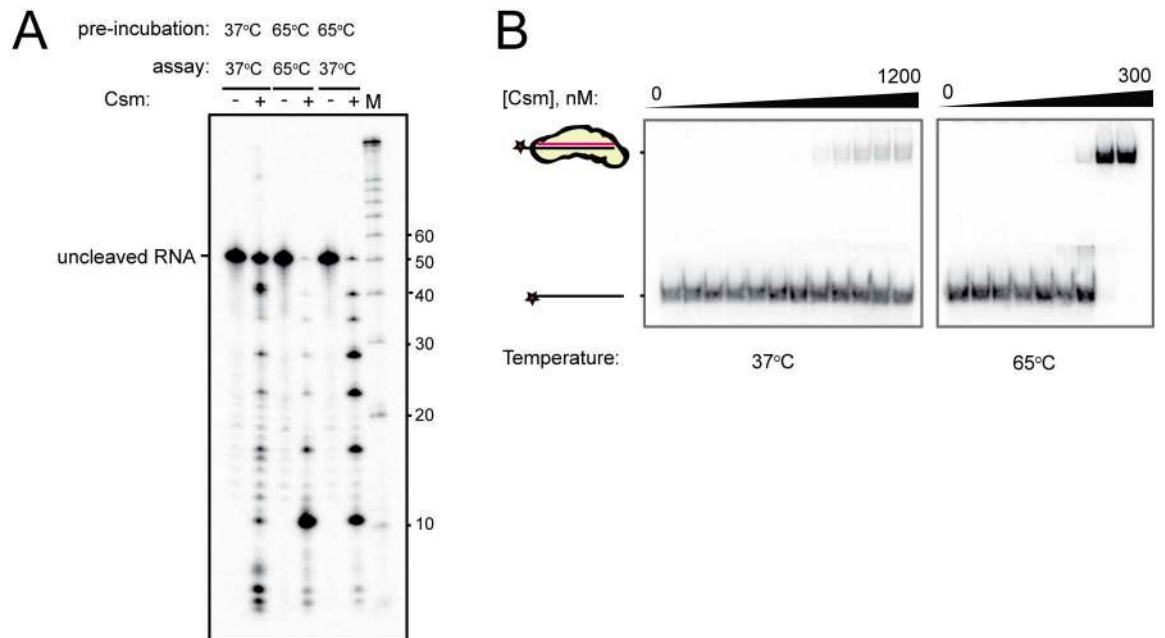 A
pre-incubation: 37°C 65°C 65°C
assay: 37°C 65°C 37°C
Csm: - + - + - + M
uncleaved RNA
60
50
40
30
20
10
B
[Csm], nM: 0 1200 0 300
Temperature: 37°C 65°C